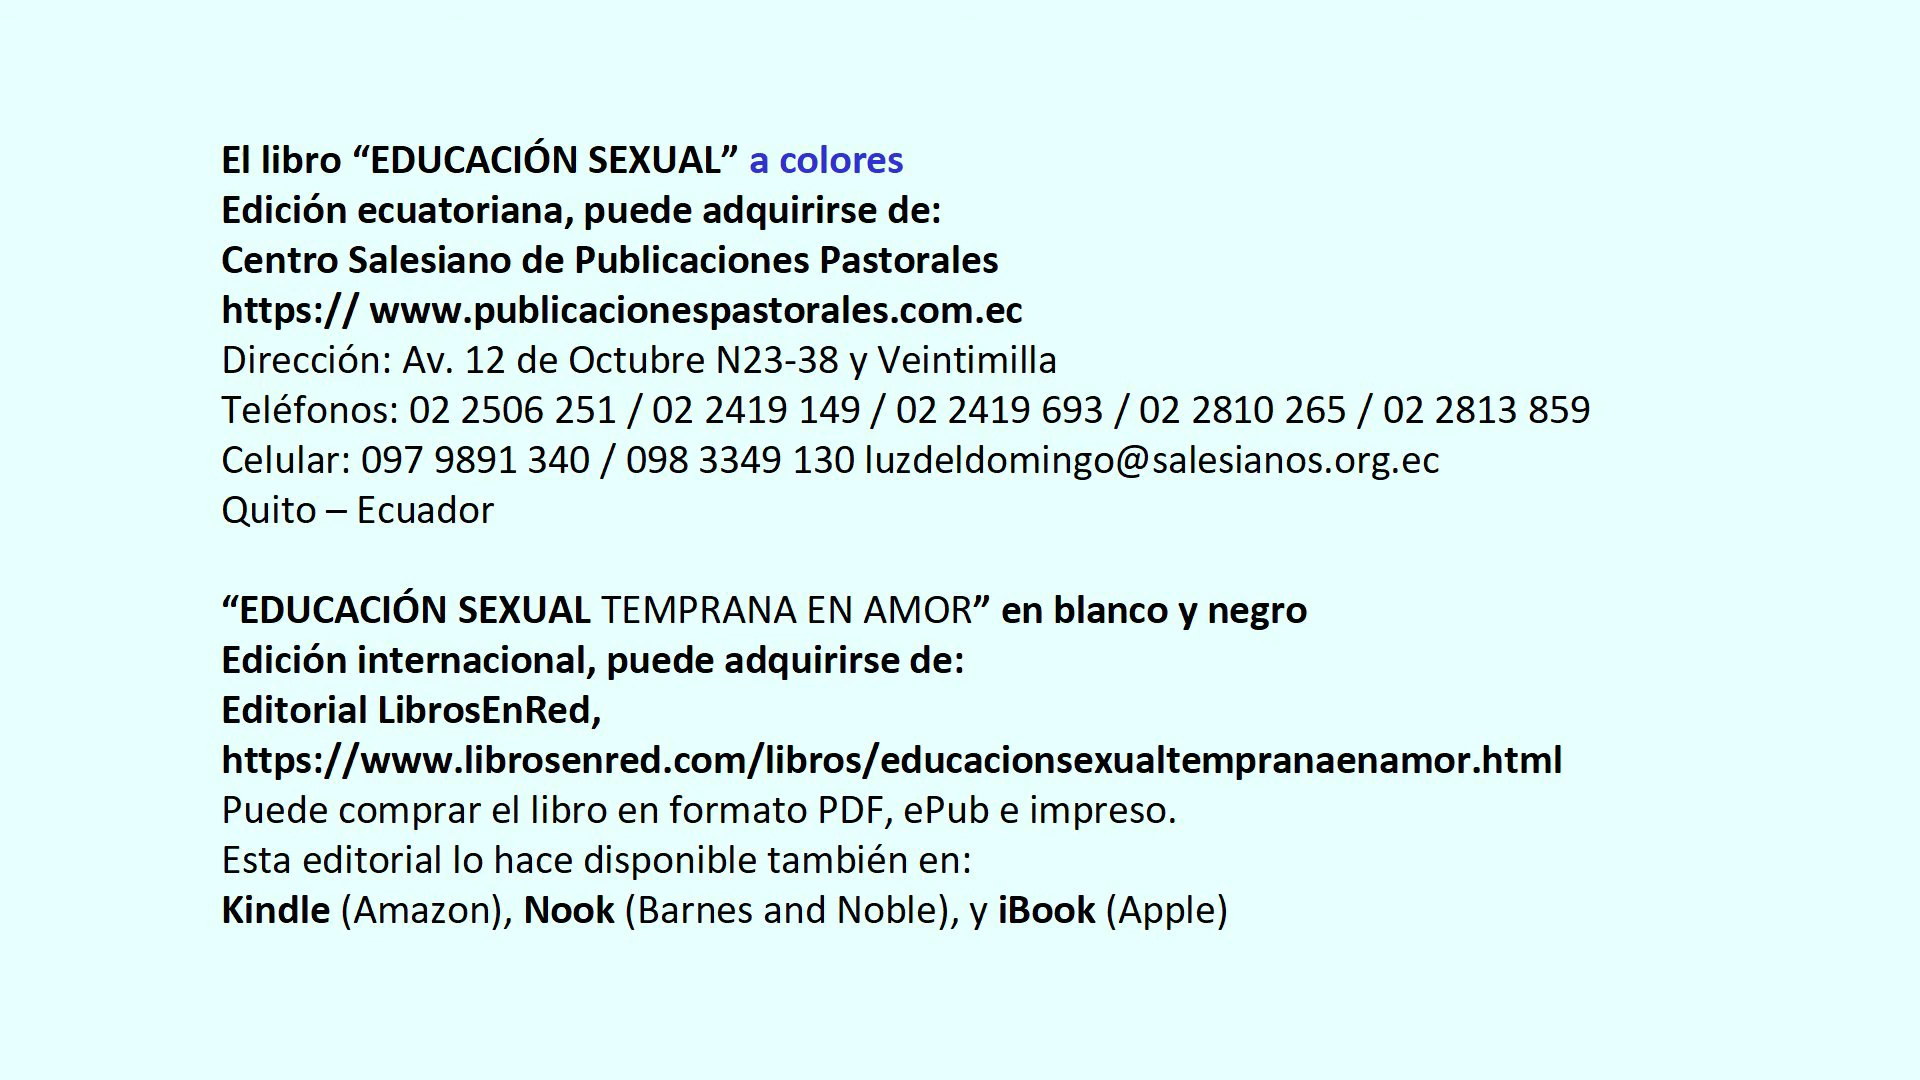 El libro “EDUCACIÓN SEXUAL” a colores
Edición ecuatoriana, puede adquirirse de:
Centro Salesiano de Publicaciones Pastorales
https:// www.publicacionespastorales.com.ec
Dirección: Av. 12 de Octubre N23-38 y Veintimilla
Teléfonos: 02 2506 251 / 02 2419 149 / 02 2419 693 / 02 2810 265 / 02 2813 859
Celular: 097 9891 340 / 098 3349 130 luzdeldomingo@salesianos.org.ec
Quito – Ecuador
“EDUCACIÓN SEXUAL TEMPRANA EN AMOR” en blanco y negro
Edición internacional, puede adquirirse de:
Editorial LibrosEnRed,
https://www.librosenred.com/libros/educacionsexualtempranaenamor.html
Puede comprar el libro en formato PDF, ePub e impreso.
Esta editorial lo hace disponible también en:
Kindle (Amazon), Nook (Barnes and Noble), y iBook (Apple)